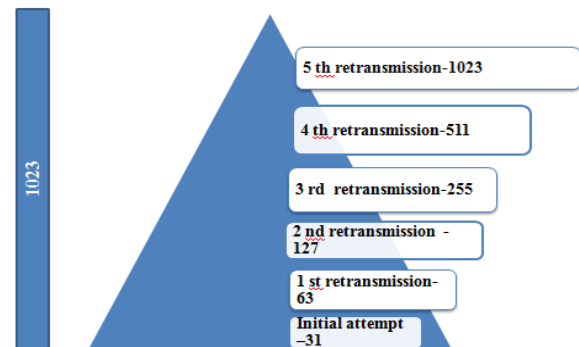 1023
5 th retransmission-1023
4 th retransmission-511
3 rd retransmission-255
2 nd retransmission -
127
1 st retransmission-
63
Initial attempt
–31